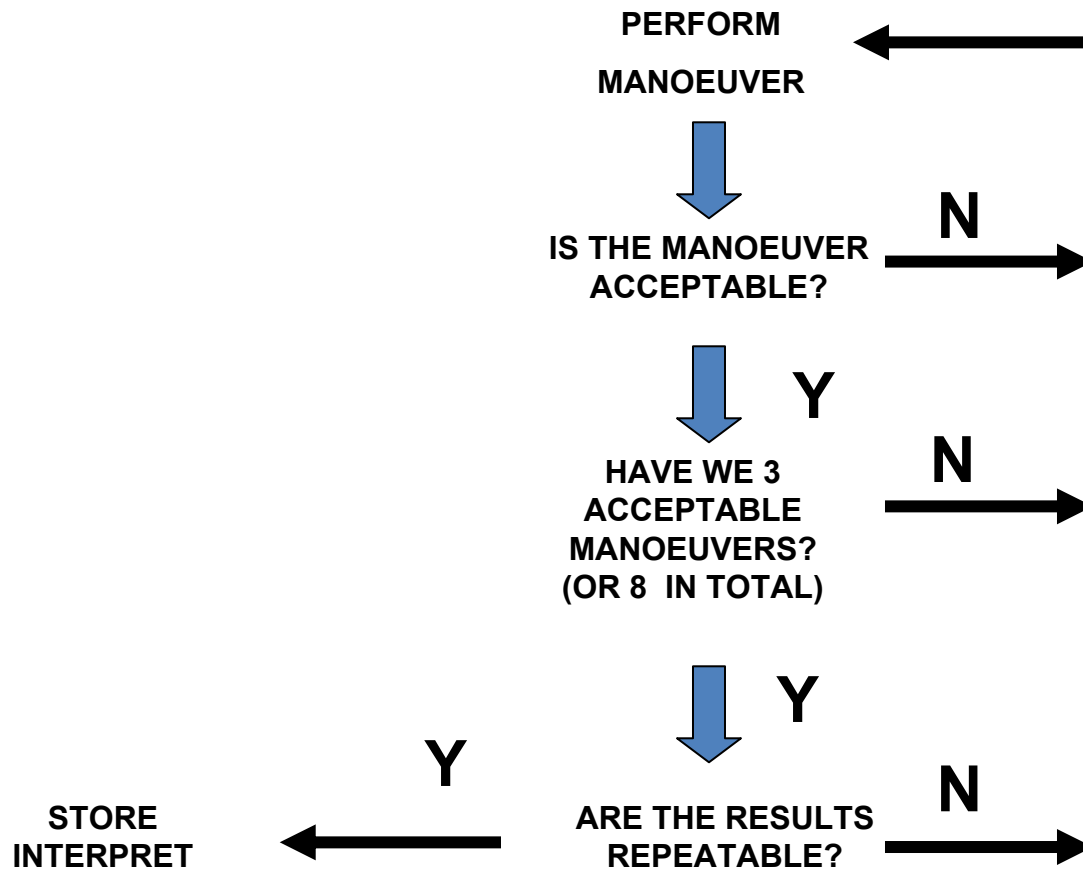 PERFORM
MANOEUVER
N
IS THE MANOEUVER
ACCEPTABLE?
Y
N
HAVE WE 3
ACCEPTABLE
MANOEUVERS?
(OR 8 IN TOTAL)
Y
Y
N
STORE
INTERPRET
ARE THE RESULTS
REPEATABLE?